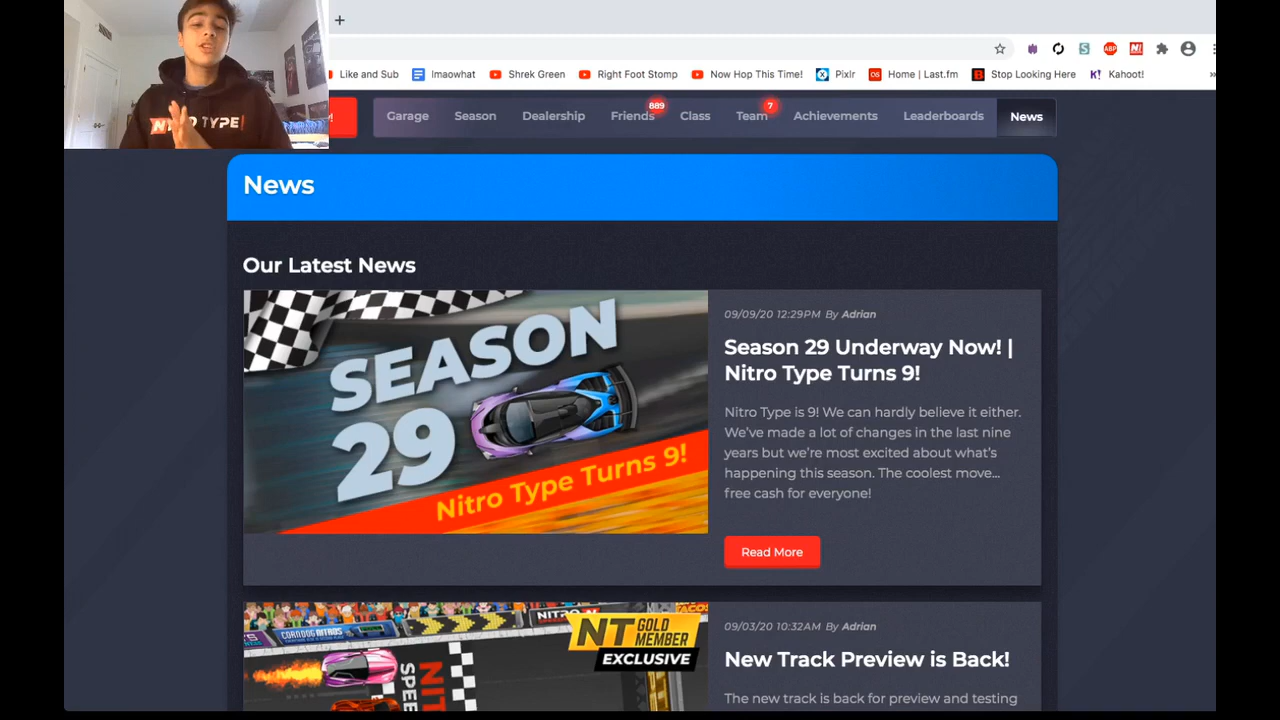 Like and Sub
lmaowhat
Shrek Green
Right Foot Stomp
Now Hop This Time!
Pixlr
Home | Last.fm
Stop Looking Here
K! Kahoot!
»
ABP
N!
TYPE
Garage
Season
Dealership
Friends 889
Class
Team 7
Achievements
Leaderboards
News
News
Our Latest News
SEASON
29
Nitro Type Turns 9!
09/09/20 12:29PM By Adrian
Season 29 Underway Now! |
Nitro Type Turns 9!
Nitro Type is 9! We can hardly believe it either.
We've made a lot of changes in the last nine
years but we're most excited about what's
happening this season. The coolest move...
free cash for everyone!
Read More
CORNDOG NITROS
NT GOLD
MEMBER
EXCLUSIVE
09/03/20 10:32AM By Adrian
New Track Preview is Back!
The new track is back for preview and testing